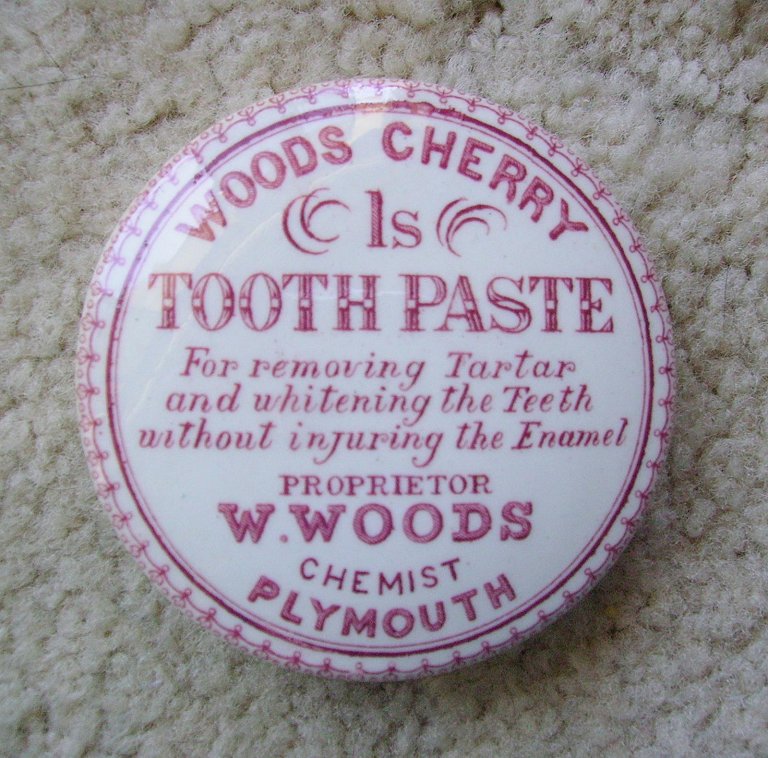 WOODS CHERRY
1s
TOOTH PASTE
For removing Tartar
and whitening the Teeth
without injuring the Enamel
PROPRIETOR
W. WOODS
CHEMIST
PLYMOUTH